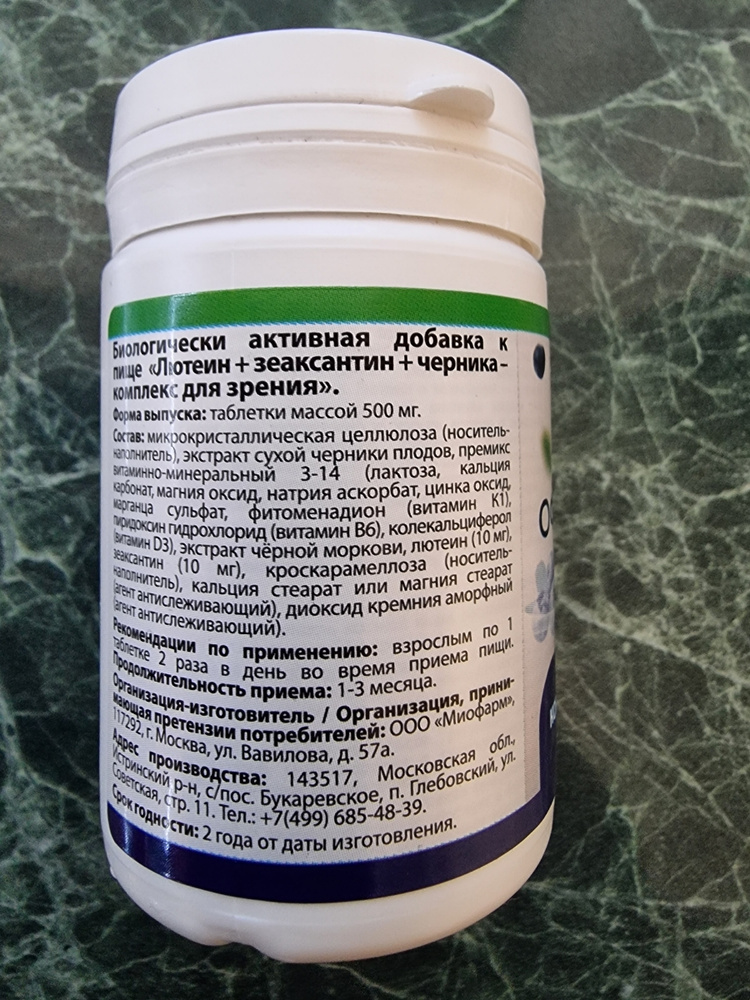 Биологически активная добавка к
пище «Лютеин + зеаксантин + черника –
комплекс для зрения».
Форма выпуска: таблетки массой 500 мг.
Состав: микрокристаллическая целлюлоза (носитель-
наполнитель), экстракт сухой черники плодов, премикс
витаминно-минеральный 3-14 (лактоза, кальция
карбонат, магния оксид, натрия аскорбат, цинка оксид,
марганца сульфат, фитоменадион (витамин К1),
пиридоксин гидрохлорид (витамин В6), колекальциферол
(витамин D3), экстракт чёрной моркови, лютеин (10 мг),
зеаксантин (10 мг), кроскарамеллоза (носитель-
наполнитель), кальция стеарат или магния стеарат
(агент антислеживающий), диоксид кремния аморфный
(агент антислеживающий).
Рекомендации по применению: взрослым по 1
таблетке 2 раза в день во время приема пищи.
Продолжительность приема: 1-3 месяца.
Организация-изготовитель / Организация, прини-
мающая претензии потребителей: ООО «Миофарм»,
117292, г. Москва, ул. Вавилова, д. 57а.
Адрес производства: 143517, Московская обл.,
Истринский р-н, с/пос. Букаревское, п. Глебовский, ул.
Советская, стр. 11. Тел.: +7(499) 685-48-39.
Срок годности: 2 года от даты изготовления.